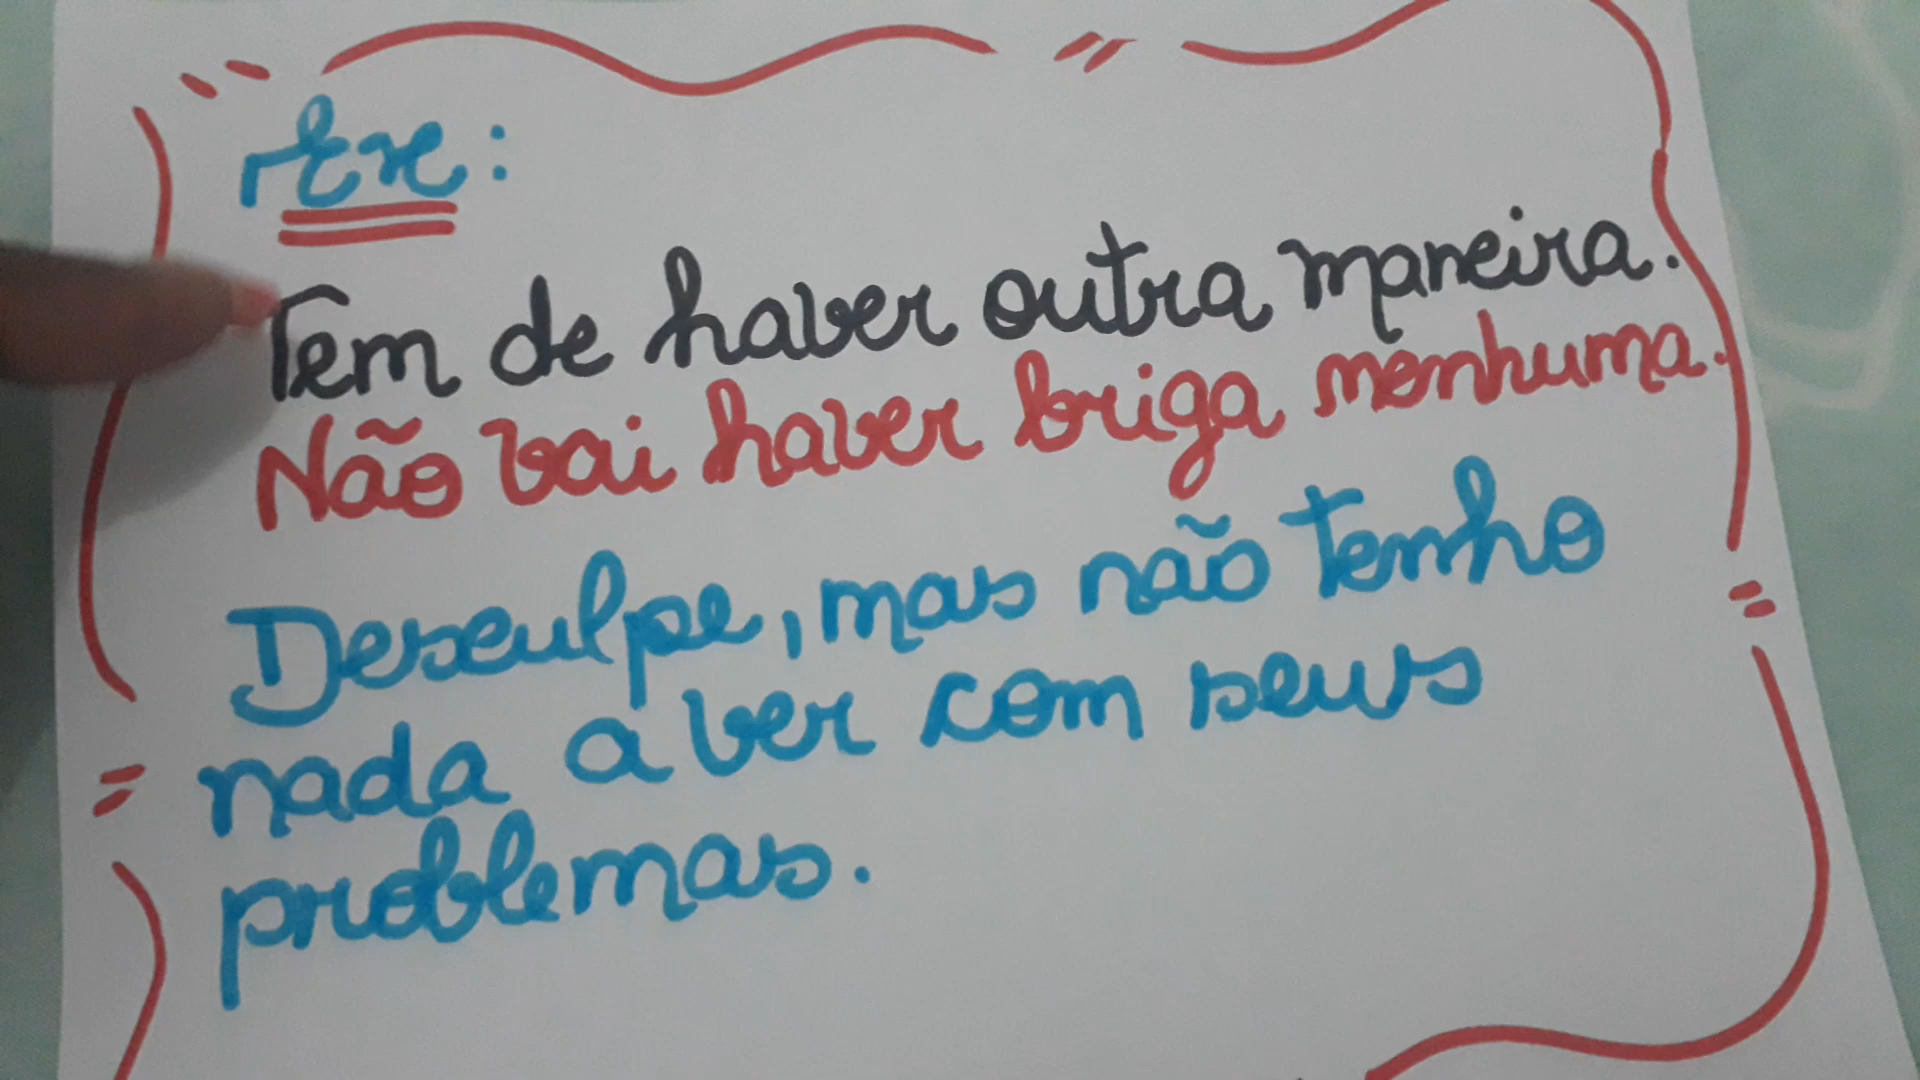 Ex:
Tem de haver outra maneira.
Não vai haver briga nenhuma.
Desculpe, mas não tenho
nada a ver com seus
problemas.